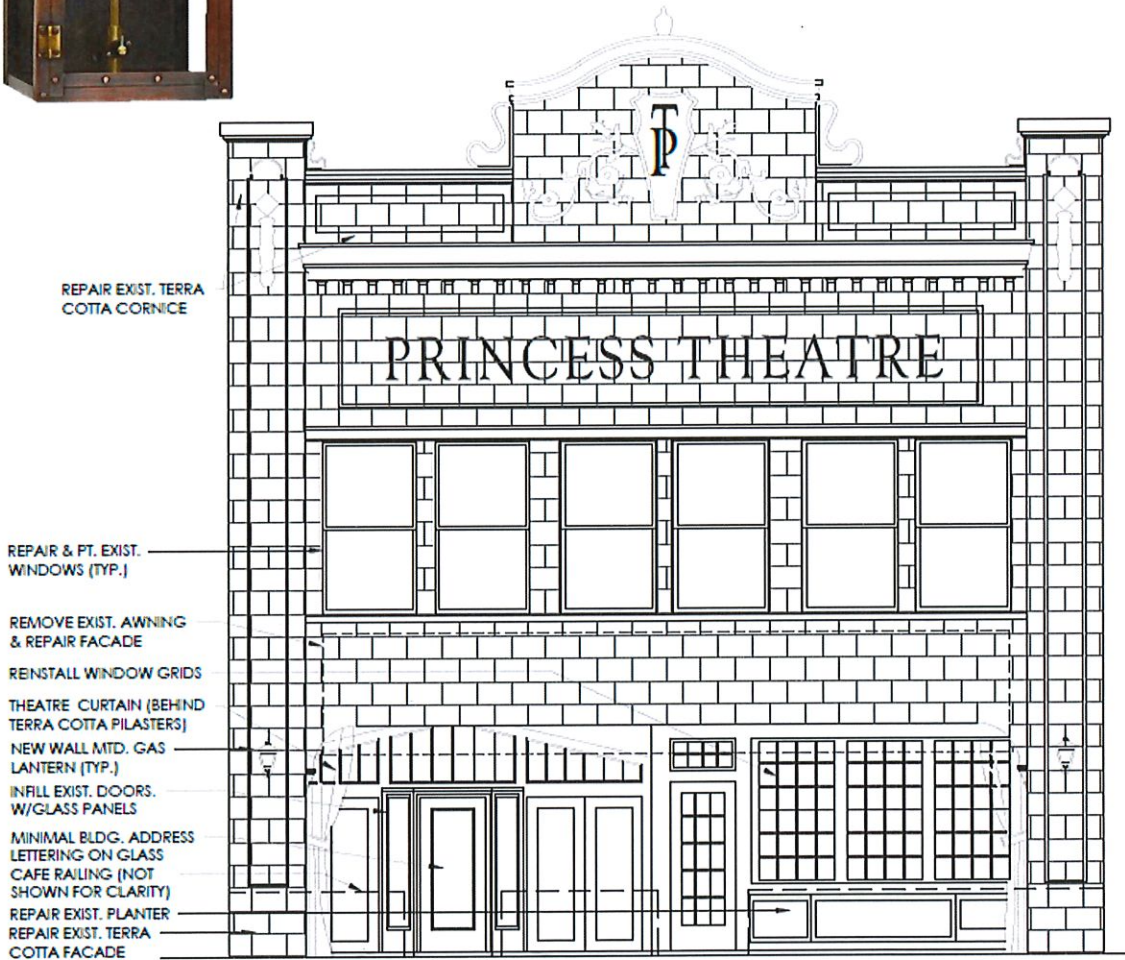 TP
REPAIR EXIST. TERRA
COTTA CORNICE
PRINCESS THEATRE
REPAIR & PT. EXIST.
WINDOWS (TYP.)
REMOVE EXIST. AWNING
& REPAIR FACADE
REINSTALL WINDOW GRIDS
THEATRE CURTAIN (BEHIND
TERRA COTTA PILASTERS)
NEW WALL MTD. GAS
LANTERN (TYP.)
INFILL EXIST. DOORS.
W/GLASS PANELS
MINIMAL BLDG. ADDRESS
LETTERING ON GLASS
CAFE RAILING (NOT
SHOWN FOR CLARITY)
REPAIR EXIST. PLANTER
REPAIR EXIST. TERRA
COTTA FACADE